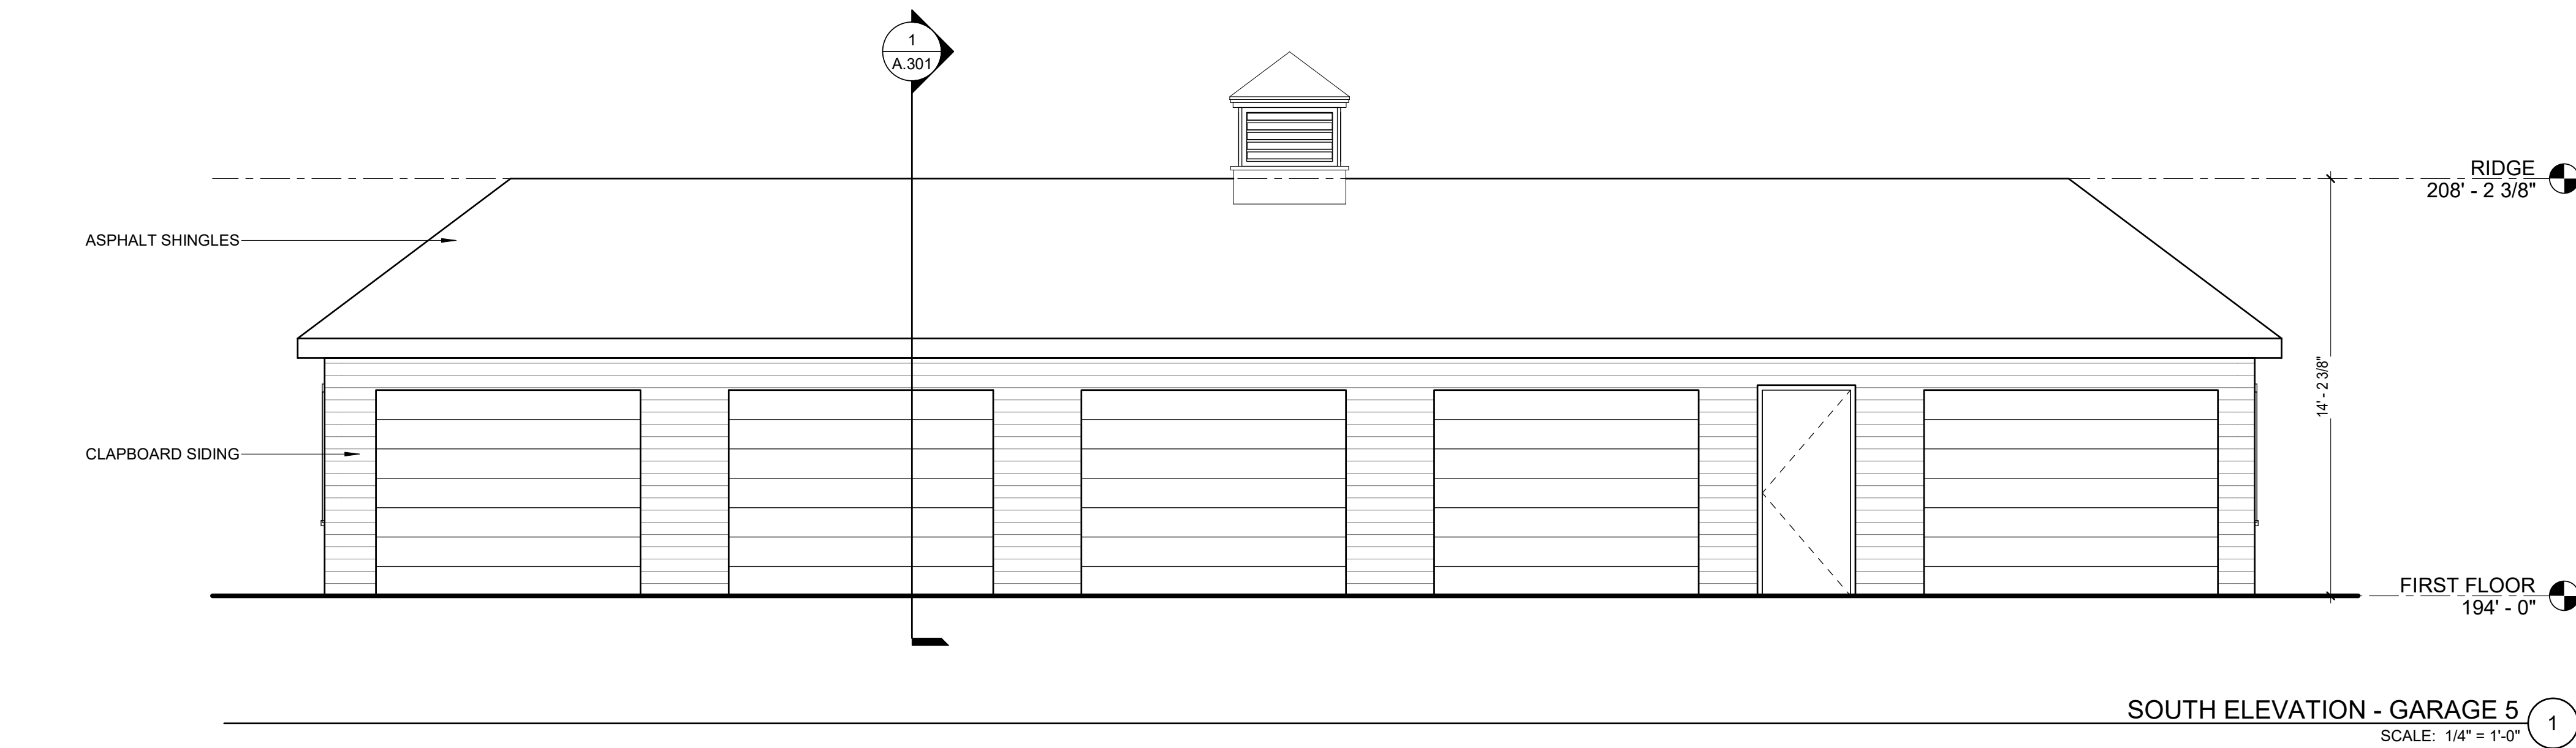 1
A.301
RIDGE
208' - 2 3/8"
ASPHALT SHINGLES
14' - 2 3/8"
CLAPBOARD SIDING
FIRST FLOOR
194' - 0"
SOUTH ELEVATION - GARAGE 5
1
SCALE: 1/4" = 1'-0"